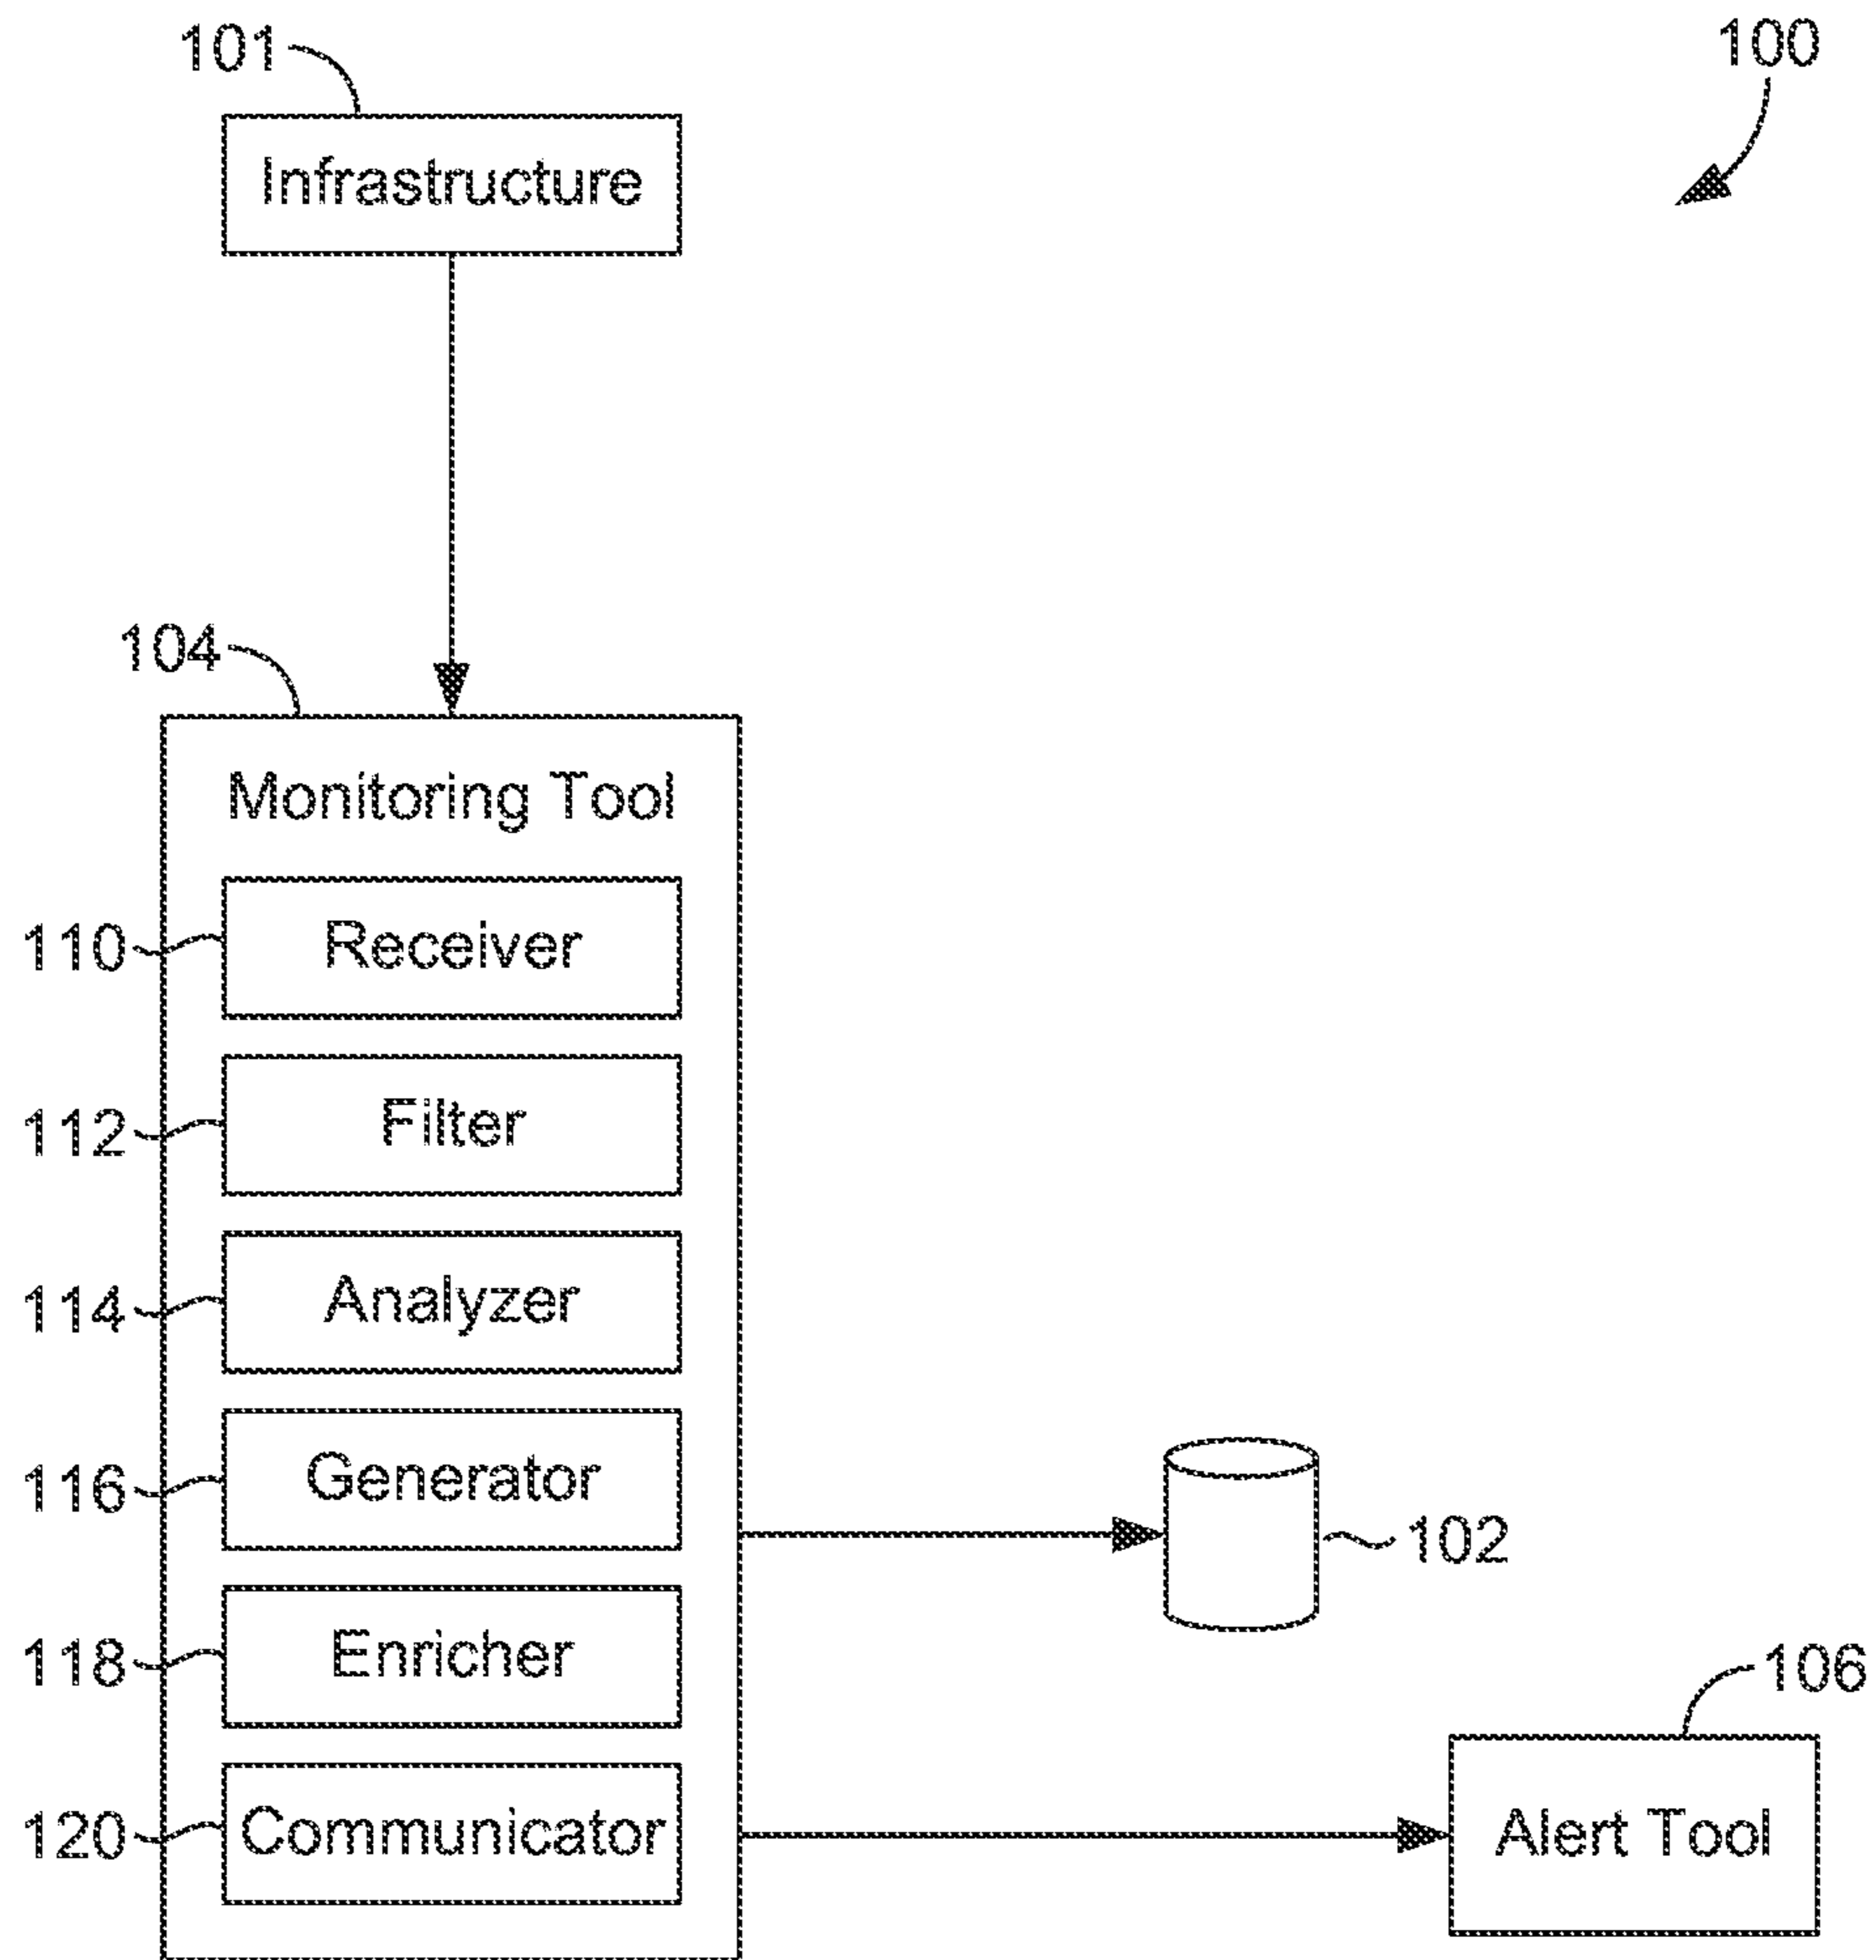 101
100
Infrastructure
104
Monitoring Tool
110
Receiver
112
Filter
114
Analyzer
116
Generator
102
118
Enricher
106
120
Communicator
Alert Tool